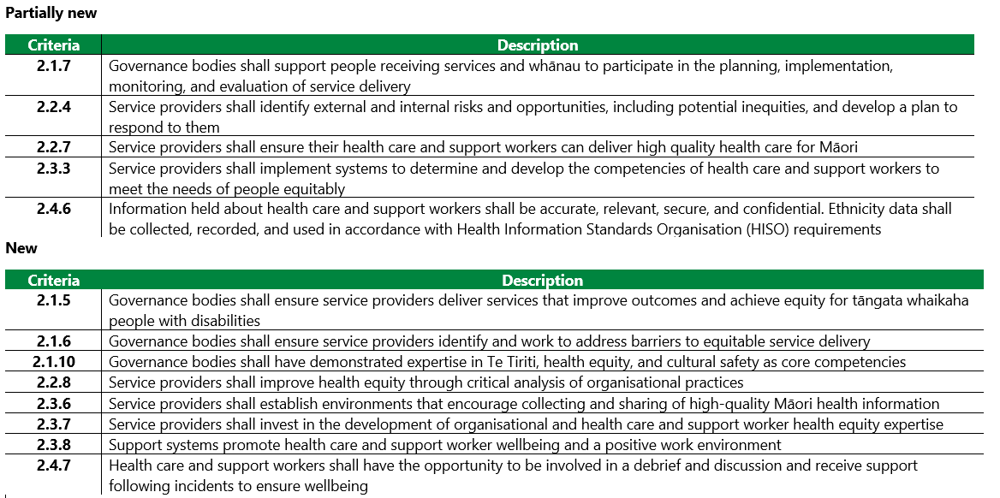 Partially new
Criteria Description
2.1.7 Governance bodies shall support people receiving services and whānau to participate in the planning, implementation,
monitoring, and evaluation of service delivery
2.2.4 Service providers shall identify external and internal risks and opportunities, including potential inequities, and develop a plan to
respond to them
2.2.7 Service providers shall ensure their health care and support workers can deliver high quality health care for Māori
2.3.3 Service providers shall implement systems to determine and develop the competencies of health care and support workers to
meet the needs of people equitably
2.4.6 Information held about health care and support workers shall be accurate, relevant, secure, and confidential. Ethnicity data shall
be collected, recorded, and used in accordance with Health Information Standards Organisation (HISO) requirements
New
Criteria Description
2.1.5 Governance bodies shall ensure service providers deliver services that improve outcomes and achieve equity for tāngata whaikaha
people with disabilities
2.1.6 Governance bodies shall ensure service providers identify and work to address barriers to equitable service delivery
2.1.10 Governance bodies shall have demonstrated expertise in Te Tiriti, health equity, and cultural safety as core competencies
2.2.8 Service providers shall improve health equity through critical analysis of organisational practices
2.3.6 Service providers shall establish environments that encourage collecting and sharing of high-quality Māori health information
2.3.7 Service providers shall invest in the development of organisational and health care and support worker health equity expertise
2.3.8 Support systems promote health care and support worker wellbeing and a positive work environment
2.4.7 Health care and support workers shall have the opportunity to be involved in a debrief and discussion and receive support
following incidents to ensure wellbeing